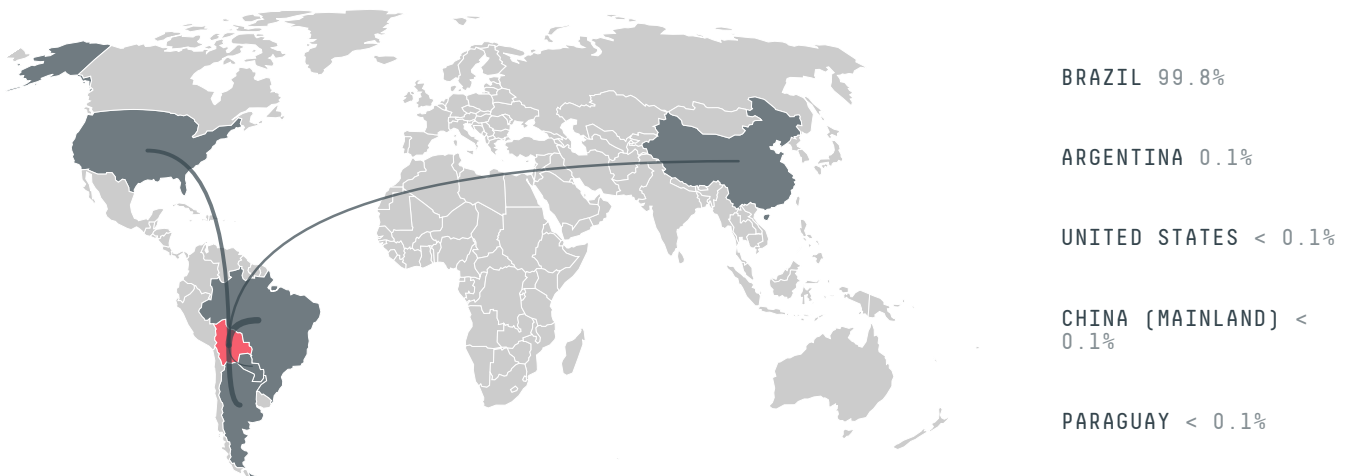 BRAZIL 99.8%
ARGENTINA 0.1%
UNITED STATES < 0.1%
CHINA (MAINLAND) <
0.1%
PARAGUAY < 0.1%